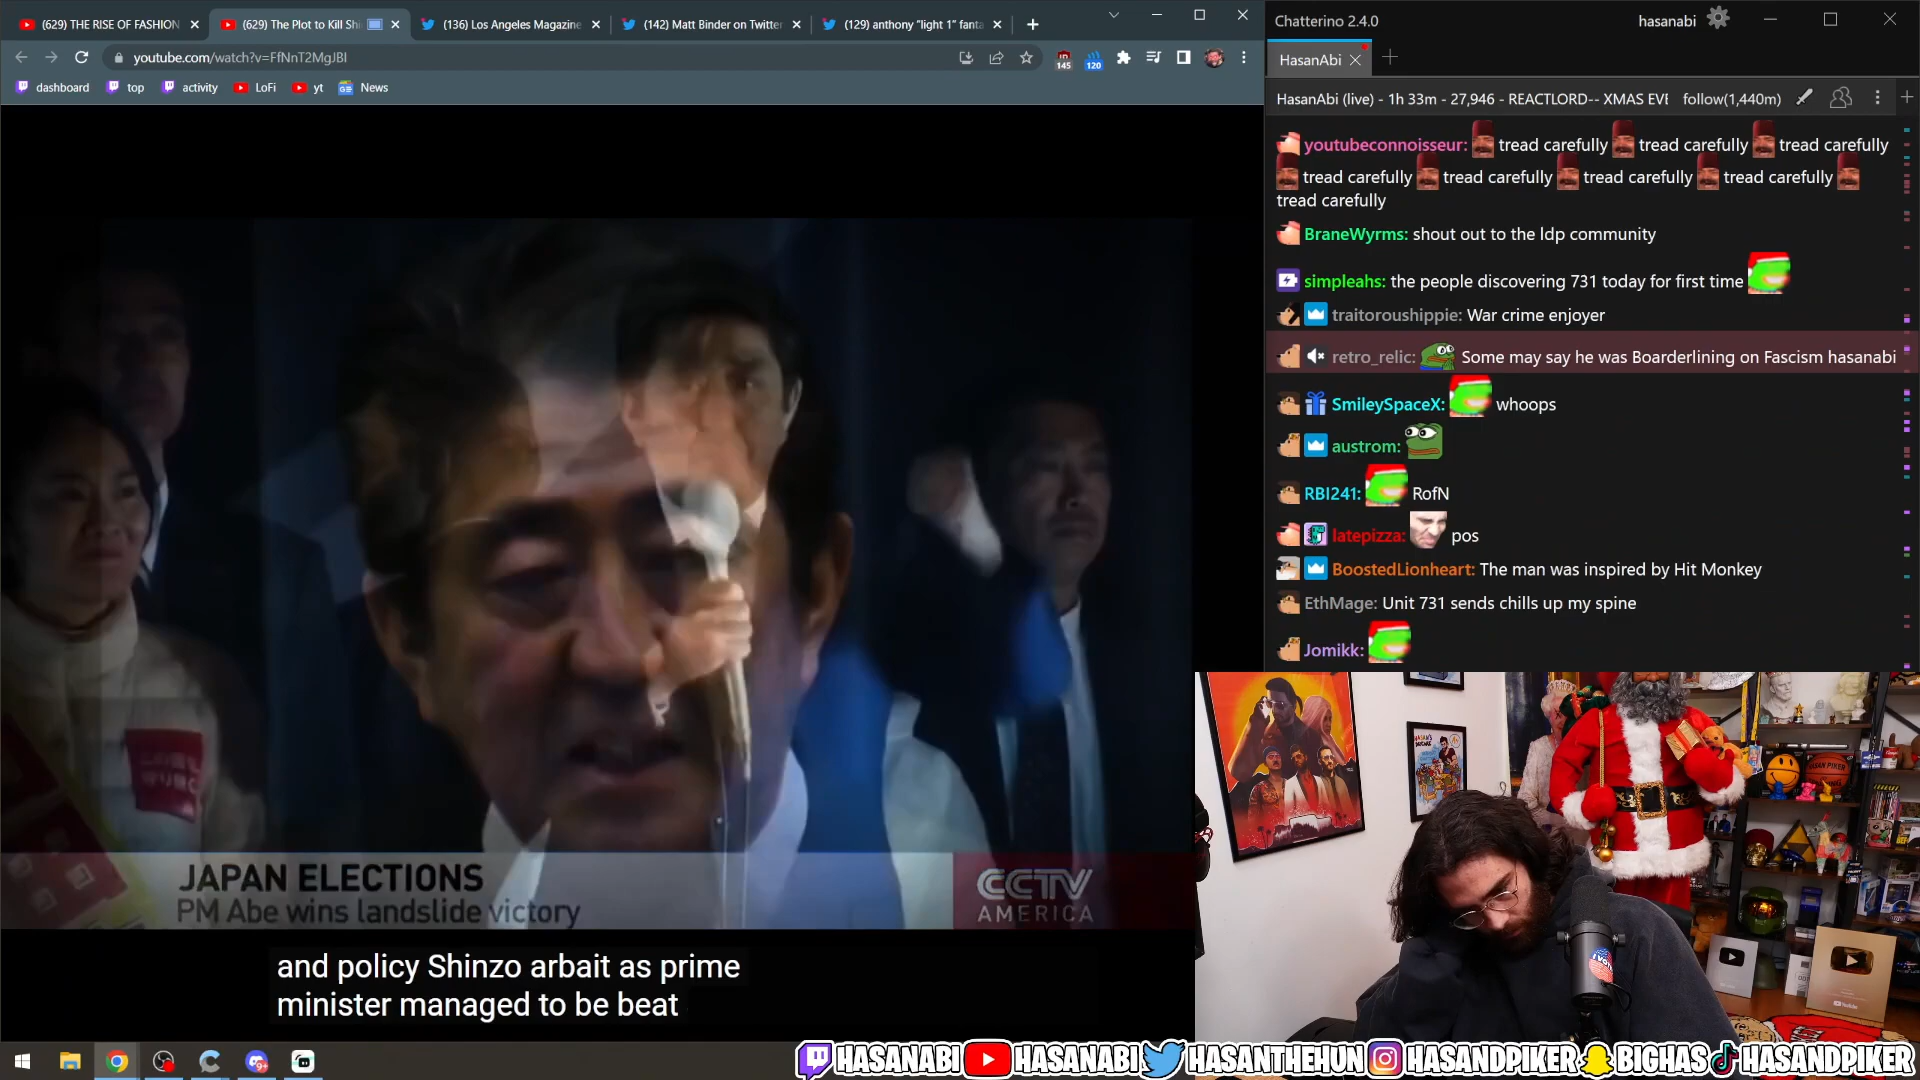 (629) THE RISE OF FASHION
(629) The Plot to Kill Shi
(136) Los Angeles Magazine
(142) Matt Binder on Twitter
(129) anthony "light 1" fanta
youtube.com/watch?v=FfNnT2MgJBI
145
120
dashboard
top
activity
LoFi
yt
News
JAPAN ELECTIONS
PM Abe wins landslide victory
CCTV
AMERICA
and policy Shinzo arbait as prime
minister managed to be beat
Chatterino 2.4.0
hasanabi
HasanAbi
HasanAbi (live) - 1h 33m - 27,946 - REACTLORD-- XMAS EVE
follow(1,440m)
youtubeconnoisseur: tread carefully tread carefully tread carefully
tread carefully tread carefully tread carefully tread carefully
tread carefully
BraneWyrms: shout out to the ldp community
simpleahs: the people discovering 731 today for first time
traitoroushippie: War crime enjoyer
retro_relic: Some may say he was Boarderlining on Fascism hasanabi
SmileySpaceX: whoops
austrom:
RBI241: RofN
latepizza: pos
BoostedLionheart: The man was inspired by Hit Monkey
EthMage: Unit 731 sends chills up my spine
Jomikk:
HASANABI HASANABI HASANTHEHUN HASANDPIKER BIGHAS HASANDPIKER